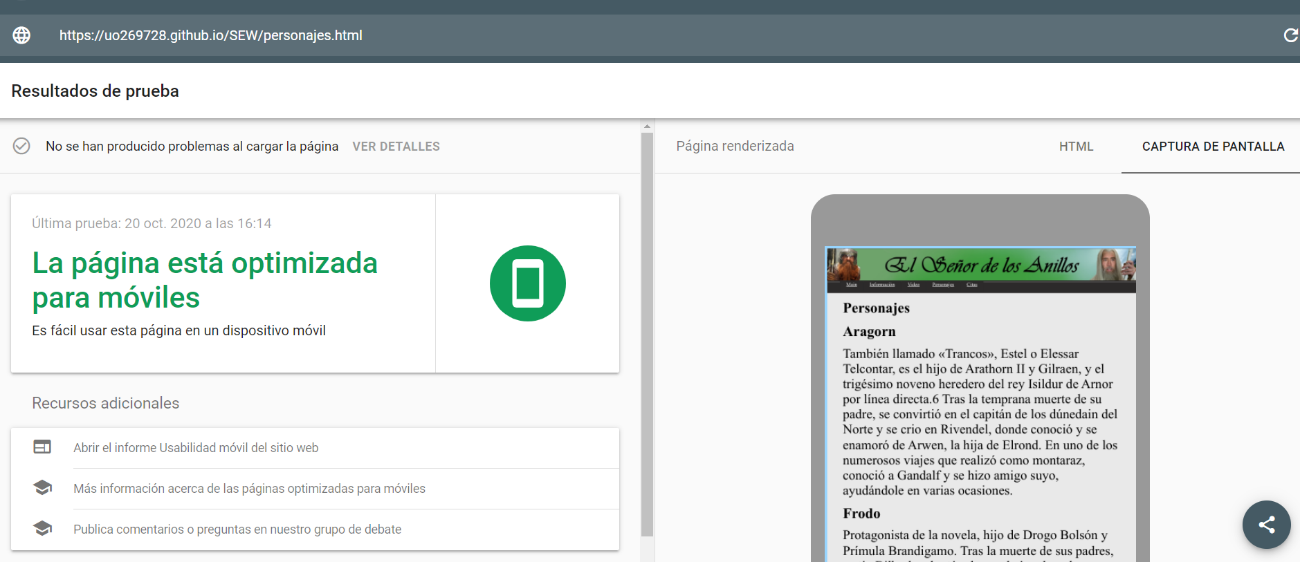 https://uo269728.github.io/SEW/personajes.html
Resultados de prueba
No se han producido problemas al cargar la página VER DETALLES
Última prueba: 20 oct. 2020 a las 16:14
La página está optimizada
para móviles
Es fácil usar esta página en un dispositivo móvil
Recursos adicionales
Abrir el informe Usabilidad móvil del sitio web
Más información acerca de las páginas optimizadas para móviles
Publica comentarios o preguntas en nuestro grupo de debate
Página renderizada HTML CAPTURA DE PANTALLA
El Señor de los Anillos
Información Video Personajes
Personajes
Aragorn
También llamado «Trancos», Estel o Elessar
Telcontar, es el hijo de Arathorn II y Gilraen, y el
trigésimo noveno heredero del rey Isildur de Arnor
por línea directa.6 Tras la temprana muerte de su
padre, se convirtió en el capitán de los dúnedain del
Norte y se crio en Rivendel, donde conoció y se
enamoró de Arwen, la hija de Elrond. En uno de los
numerosos viajes que realizó como montaraz,
conoció a Gandalf y se hizo amigo suyo,
ayudándole en varias ocasiones.
Frodo
Protagonista de la novela, hijo de Drogo Bolsón y
Prímula Brandigamo. Tras la muerte de sus padres,